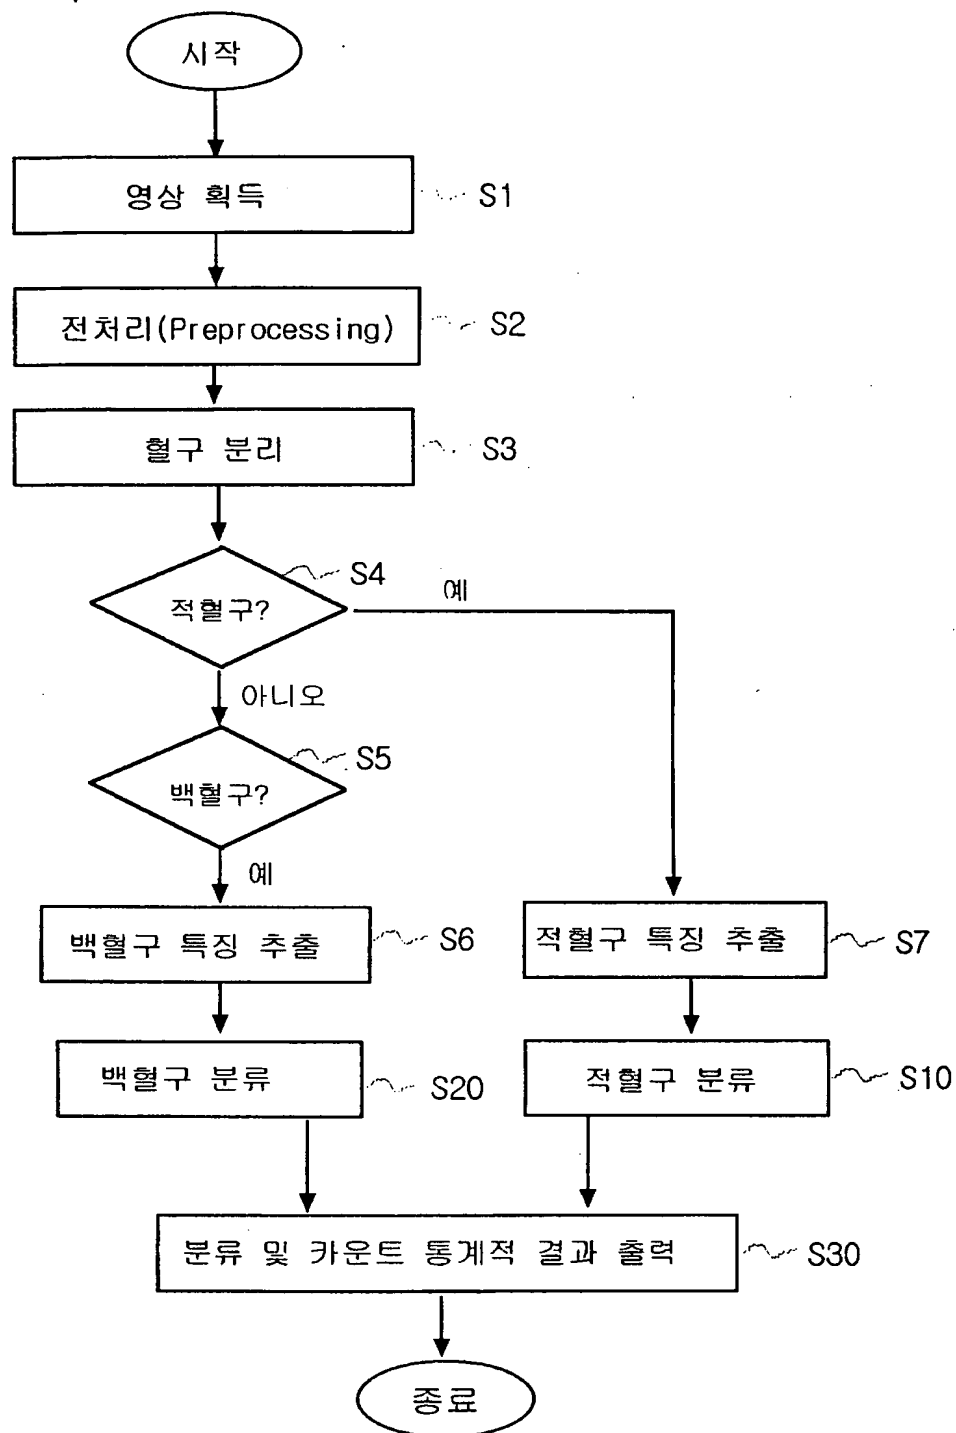 시작
영상 획득
S1
전처리(Preprocessing)
S2
혈구 분리
S3
S4
적혈구?
예
아니오
S5
백혈구?
예
백혈구 특징 추출
S6
적혈구 특징 추출
S7
백혈구 분류
S20
적혈구 분류
S10
분류 및 카운트 통계적 결과 출력
S30
종료